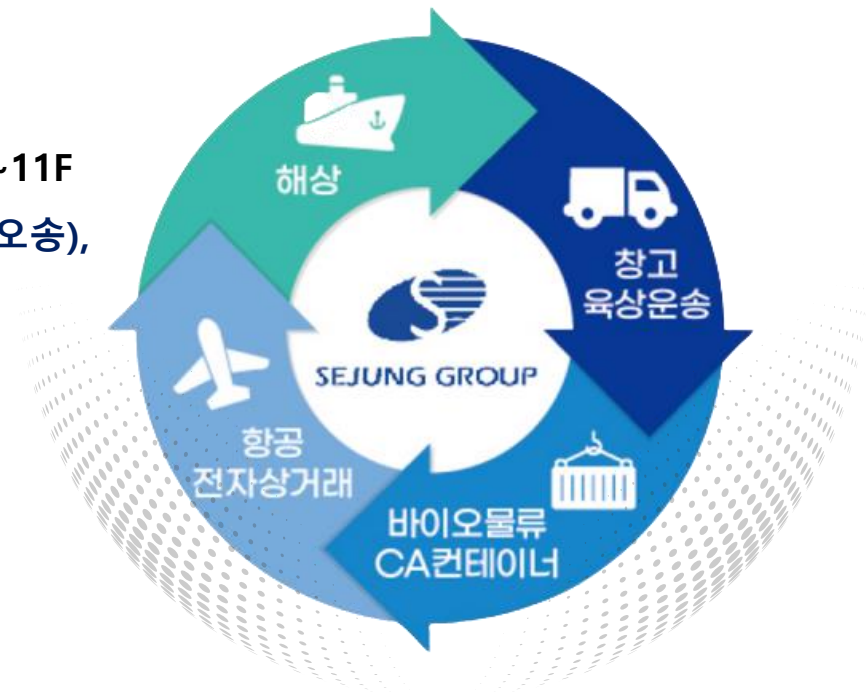 ~11F
오송),
해상
창고
육상운송
SEJUNG GROUP
항공
전자상거래
바이오물류
CA컨테이너